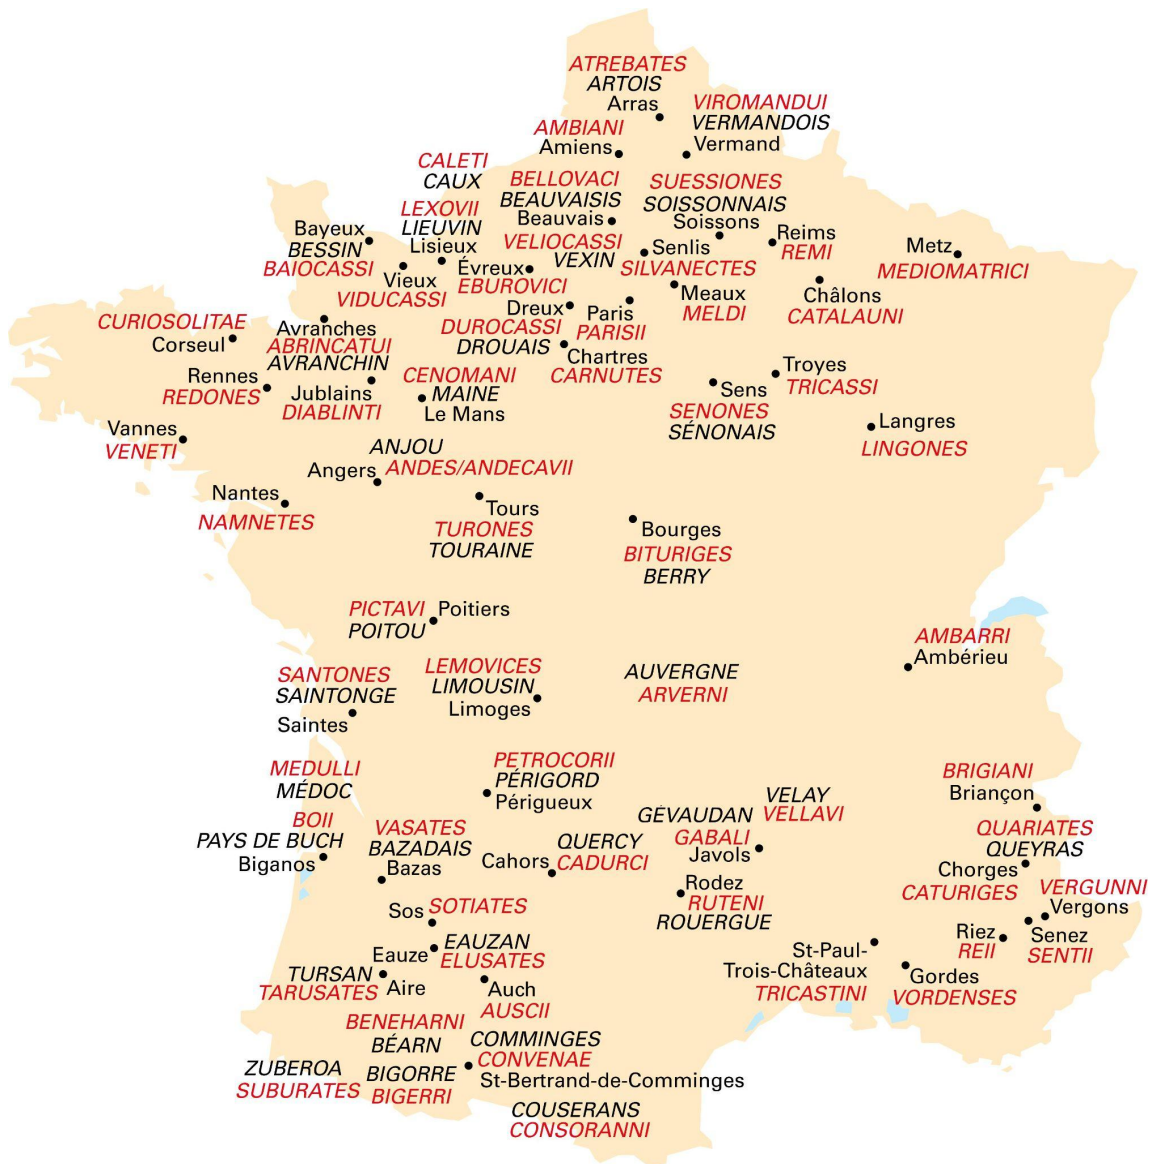 ATREBATES
ARTOIS
Arras
VIROMANDUI
VERMANDOIS
Vermand
AMBIANI
Amiens
CALETI
CAUX
BELLOVACI
BEAUVAISIS
Beauvais
SUESSIONES
SOISSONNAIS
Soissons
LEXOVII
LIEUVIN
Lisieux
Bayeux
BESSIN
BAIOCASSI
VELIOCASSI
VEXIN
Senlis
SILVANECTES
Reims
REMI
Metz
MEDIOMATRICI
Vieux
VIDUCASSI
Évreux
EBUROVICI
Meaux
MELDI
Châlons
CATALAUNI
Dreux
DUROCASSI
DROUAIS
Paris
PARISII
CURIOSOLITAE
Corseul
Avranches
ABRINCATUI
AVRANCHIN
Chartres
CARNUTES
Troyes
TRICASSI
Rennes
REDONES
Jublains
DIABLINTI
CENOMANI
MAINE
Le Mans
Sens
SENONES
SÉNONAIS
Langres
LINGONES
Vannes
VENETI
ANJOU
Angers
ANDES/ANDECAVII
Nantes
NAMNETES
Tours
TURONES
TOURAINE
Bourges
BITURIGES
BERRY
PICTAVI
Poitiers
POITOU
AMBARRI
Ambérieu
SANTONES
SAINTONGE
Saintes
LEMOVICES
LIMOUSIN
Limoges
AUVERGNE
ARVERNI
MEDULLI
MÉDOC
PETROCORII
PÉRIGORD
Périgueux
BRIGIANI
Briançon
VELAY
VELLAVI
GÉVAUDAN
GABALI
Javols
BOII
PAYS DE BUCH
Biganos
VASATES
BAZADAIS
Bazas
QUERCY
Cahors
CADURCI
QUARIATES
QUEYRAS
Chorges
CATURIGES
VERGUNNI
Vergons
Rodez
RUTENI
ROUERGUE
Sos
SOTIATES
Riez
REII
Senez
SENTII
Eauze
EAUZAN
ELUSATES
St-Paul-
Trois-Châteaux
TRICASTINI
Gordes
VORDENSES
TURSAN
TARUSATES
Aire
Auch
AUSCII
BENEHARNI
BÉARN
COMMINGES
CONVENAE
St-Bertrand-de-Comminges
ZUBEROA
SUBURATES
BIGORRE
BIGERRI
COUSERANS
CONSORANNI